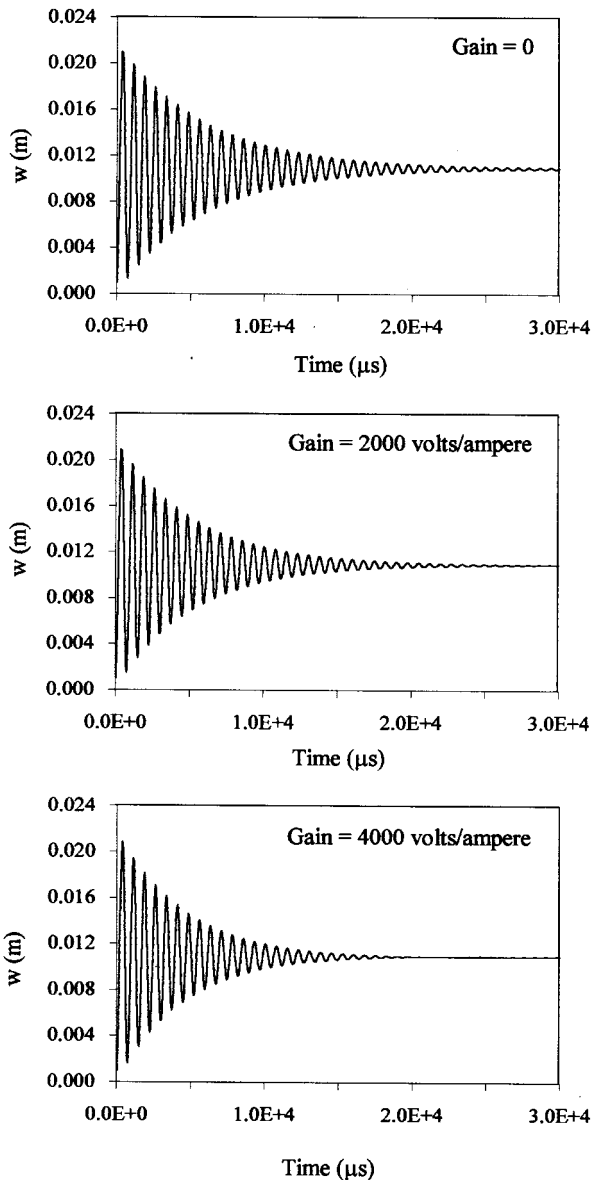 0.024
Gain = 0
0.020
0.016
0.012
0.008
0.004
0.000
w (m)
0.0E+0 1.0E+4 2.0E+4 3.0E+4
Time (μs)
0.024
Gain = 2000 volts/ampere
0.020
0.016
0.012
0.008
0.004
0.000
w (m)
0.0E+0 1.0E+4 2.0E+4 3.0E+4
Time (μs)
0.024
Gain = 4000 volts/ampere
0.020
0.016
0.012
0.008
0.004
0.000
w (m)
0.0E+0 1.0E+4 2.0E+4 3.0E+4
Time (μs)